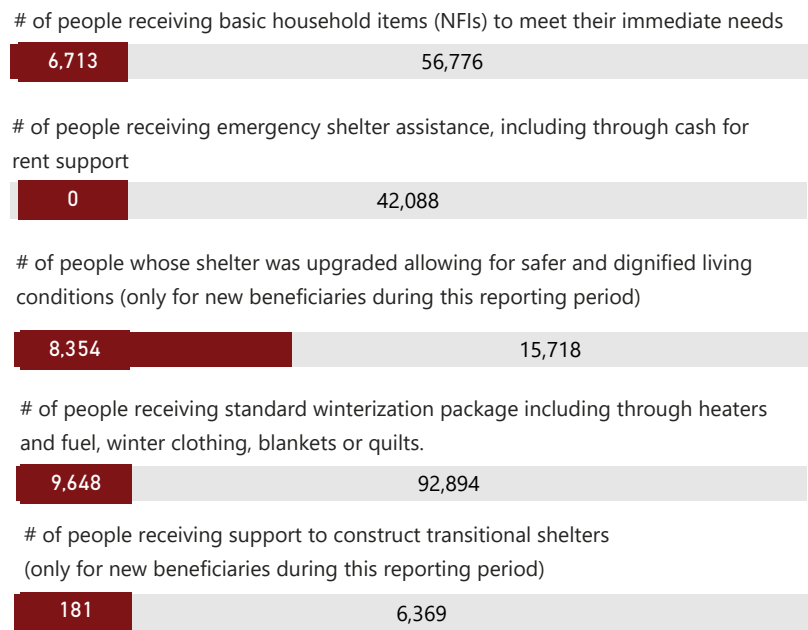 # of people receiving basic household items (NFIs) to meet their immediate needs
6,713 56,776
# of people receiving emergency shelter assistance, including through cash for
rent support
0 42,088
# of people whose shelter was upgraded allowing for safer and dignified living
conditions (only for new beneficiaries during this reporting period)
8,354 15,718
# of people receiving standard winterization package including through heaters
and fuel, winter clothing, blankets or quilts.
9,648 92,894
# of people receiving support to construct transitional shelters
(only for new beneficiaries during this reporting period)
181 6,369